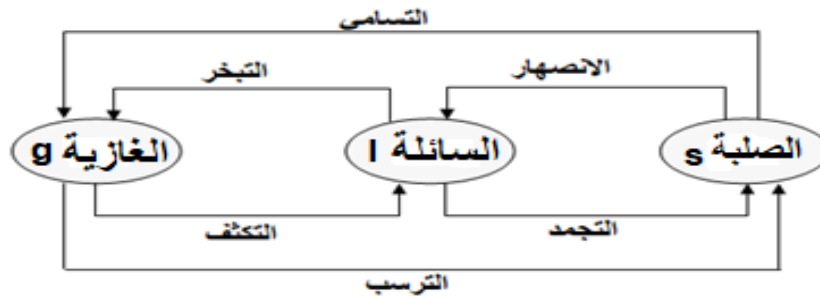 التسامي
الانصهار
التبخر
الصلبة s
السائلة l
الغازية g
التجمد
التكثف
الترسب